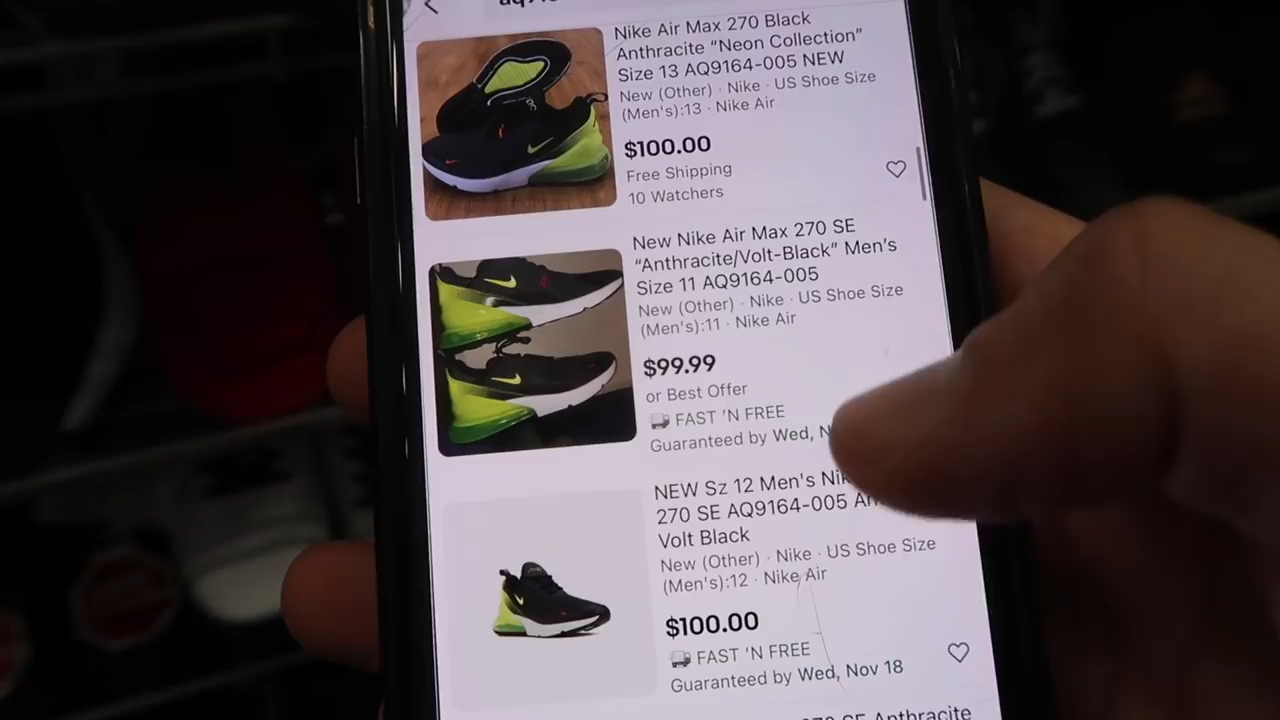 Nike Air Max 270 Black
Anthracite “Neon Collection”
Size 13 AQ9164-005 NEW
New (Other) · Nike · US Shoe Size
(Men's):13 · Nike Air
$100.00
Free Shipping
10 Watchers
New Nike Air Max 270 SE
“Anthracite/Volt-Black” Men's
Size 11 AQ9164-005
New (Other) · Nike · US Shoe Size
(Men's):11 · Nike Air
$99.99
or Best Offer
FAST 'N FREE
Guaranteed by Wed,
NEW Sz 12 Men's
270 SE AQ9164-005
Volt Black
New (Other) · Nike · US Shoe Size
(Men's):12 · Nike Air
$100.00
FAST 'N FREE
Guaranteed by Wed, Nov 18
SE Anthracite